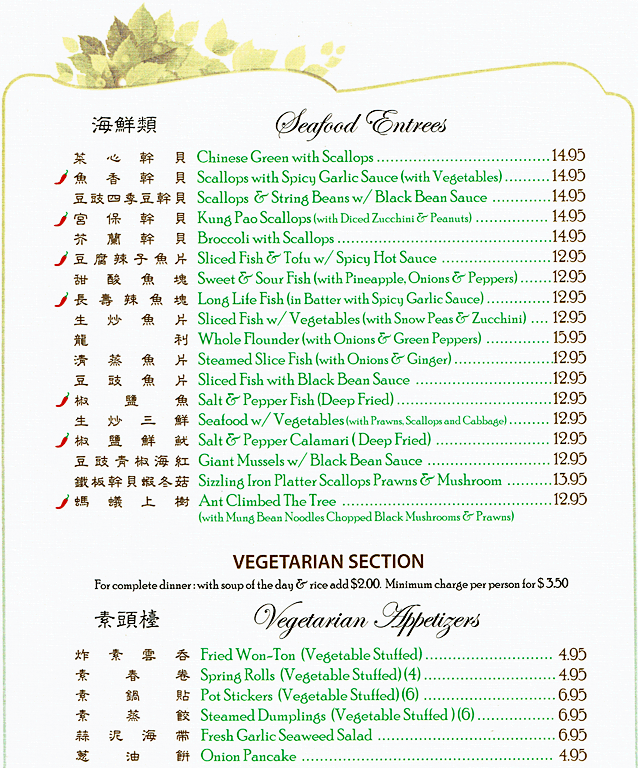 海鮮類 Seafood Entrees
菜心幹貝 Chinese Green with Scallops 14.95
魚香幹貝 Scallops with Spicy Garlic Sauce (with Vegetables) 14.95
豆豉四季豆幹貝 Scallops & String Beans w/ Black Bean Sauce 14.95
宮保幹貝 Kung Pao Scallops (with Diced Zucchini & Peanuts) 14.95
芥蘭幹貝 Broccoli with Scallops 14.95
豆腐辣子魚片 Sliced Fish & Tofu w/ Spicy Hot Sauce 12.95
甜酸魚塊 Sweet & Sour Fish (with Pineapple, Onions & Peppers) 12.95
長壽辣魚塊 Long Life Fish (in Batter with Spicy Garlic Sauce) 12.95
生炒魚片 Sliced Fish w/ Vegetables (with Snow Peas & Zucchini) 12.95
龍利 Whole Flounder (with Onions & Green Peppers) 15.95
清蒸魚片 Steamed Slice Fish (with Onions & Ginger) 12.95
豆豉魚片 Sliced Fish with Black Bean Sauce 12.95
椒鹽魚 Salt & Pepper Fish (Deep Fried) 12.95
生炒三鮮 Seafood w/ Vegetables (with Prawns, Scallops and Cabbage) 12.95
椒鹽鮮魷 Salt & Pepper Calamari ( Deep Fried) 12.95
豆豉青椒海紅 Giant Mussels w/ Black Bean Sauce 12.95
鐵板幹貝蝦冬菇 Sizzling Iron Platter Scallops Prawns & Mushroom 13.95
螞蟻上樹 Ant Climbed The Tree 12.95
(with Mung Bean Noodles Chopped Black Mushrooms & Prawns)
VEGETARIAN SECTION
For complete dinner : with soup of the day & rice add $2.00. Minimum charge per person for $ 3.50
素頭檯 Vegetarian Appetizers
炸素雲吞 Fried Won-Ton (Vegetable Stuffed) 4.95
素春卷 Spring Rolls (Vegetable Stuffed) (4) 4.95
素鍋貼 Pot Stickers (Vegetable Stuffed) (6) 6.95
素蒸餃 Steamed Dumplings (Vegetable Stuffed ) (6) 6.95
蒜泥海帶 Fresh Garlic Seaweed Salad 6.95
蔥油餅 Onion Pancake 4.95